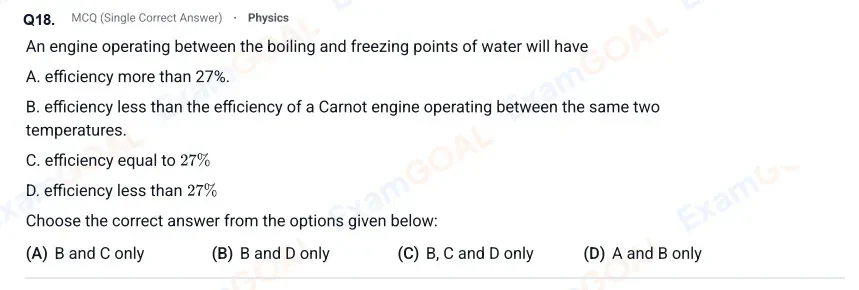 Q18. MCQ (Single Correct Answer) · Physics
An engine operating between the boiling and freezing points of water will have
A. efficiency more than 27%.
B. efficiency less than the efficiency of a Carnot engine operating between the same two
temperatures.
C. efficiency equal to 27%
D. efficiency less than 27%
Choose the correct answer from the options given below:
(A) B and C only (B) B and D only (C) B, C and D only (D) A and B only